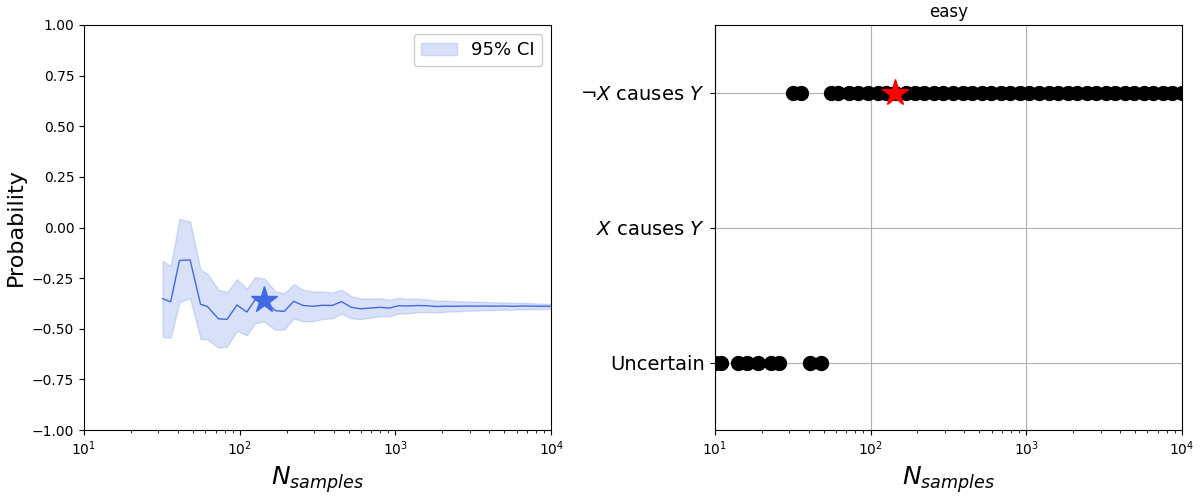 1.00
0.75
0.50
0.25
0.00
−0.25
−0.50
−0.75
−1.00
Probability
95% CI
10¹ 10² 10³ 10⁴
N_samples
easy
¬X causes Y
X causes Y
Uncertain
10¹ 10² 10³ 10⁴
N_samples